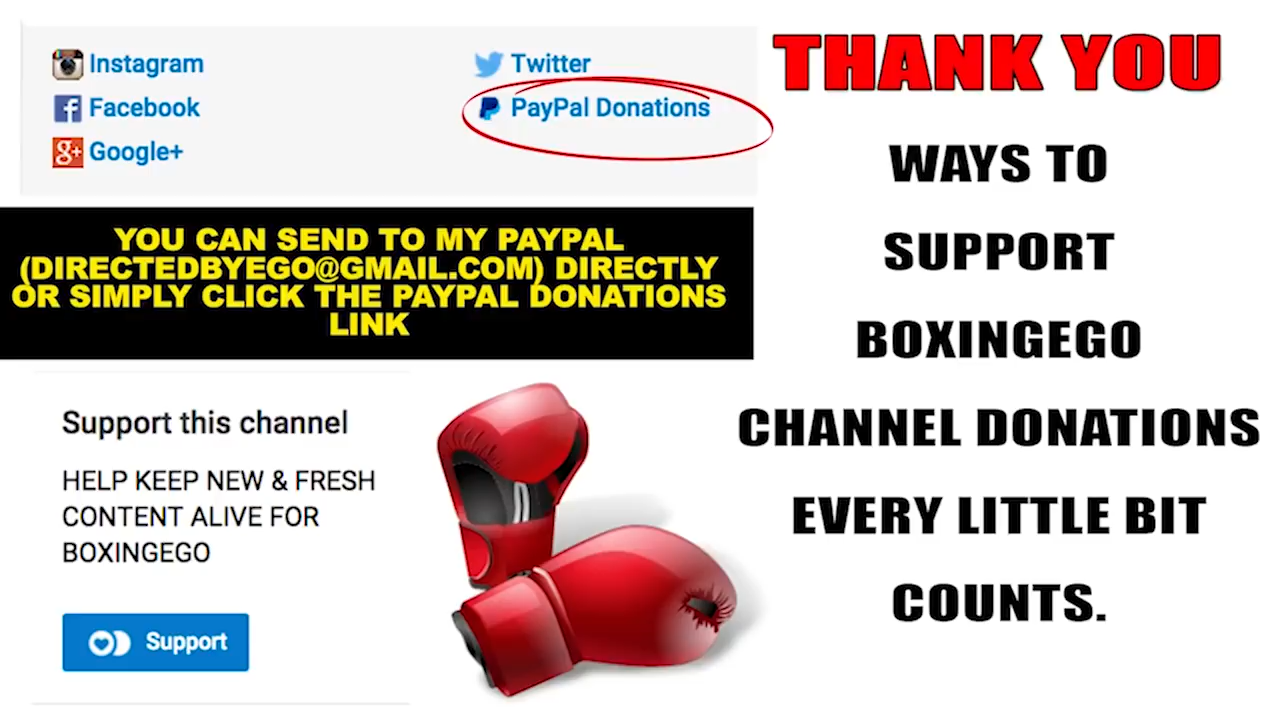 Instagram
Twitter
Facebook
PayPal Donations
Google+
YOU CAN SEND TO MY PAYPAL
(DIRECTEDBYEGO@GMAIL.COM) DIRECTLY
OR SIMPLY CLICK THE PAYPAL DONATIONS
LINK
Support this channel
HELP KEEP NEW & FRESH
CONTENT ALIVE FOR
BOXINGEGO
Support
THANK YOU
WAYS TO
SUPPORT
BOXINGEGO
CHANNEL DONATIONS
EVERY LITTLE BIT
COUNTS.